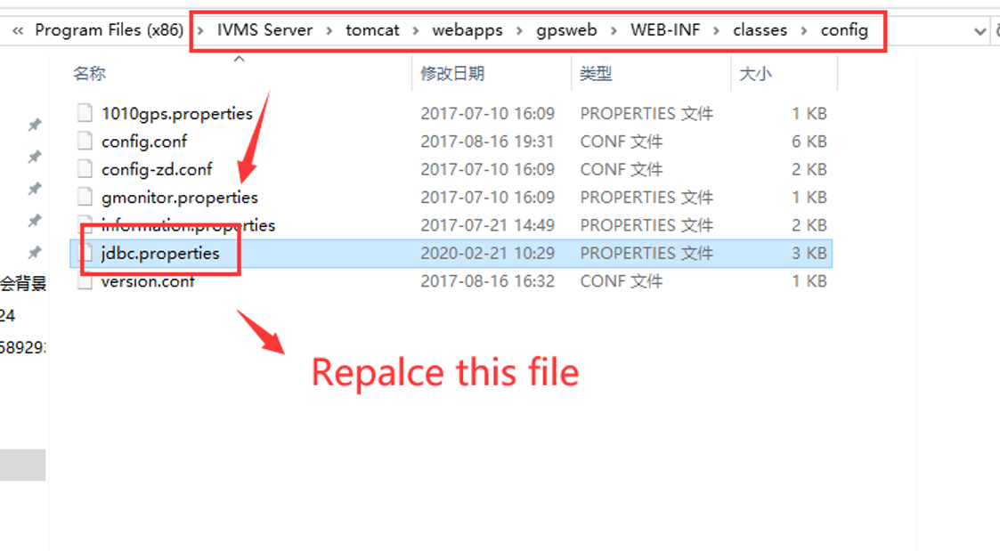 « Program Files (x86) › IVMS Server › tomcat › webapps › gpsweb › WEB-INF › classes › config
名称 修改日期 类型 大小
1010gps.properties 2017-07-10 16:09 PROPERTIES 文件 1 KB
config.conf 2017-08-16 19:31 CONF 文件 6 KB
config-zd.conf 2017-07-10 16:09 CONF 文件 2 KB
gmonitor.properties 2017-07-10 16:09 PROPERTIES 文件 1 KB
information.properties 2017-07-21 14:49 PROPERTIES 文件 2 KB
jdbc.properties 2020-02-21 10:29 PROPERTIES 文件 3 KB
version.conf 2017-08-16 16:32 CONF 文件 1 KB
会背景
24
58929
Repalce this file